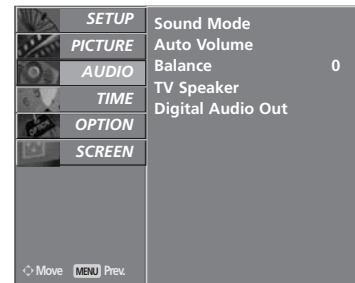 SETUP
PICTURE
AUDIO
TIME
OPTION
SCREEN
Move MENU Prev.
Sound Mode
Auto Volume
Balance 0
TV Speaker
Digital Audio Out